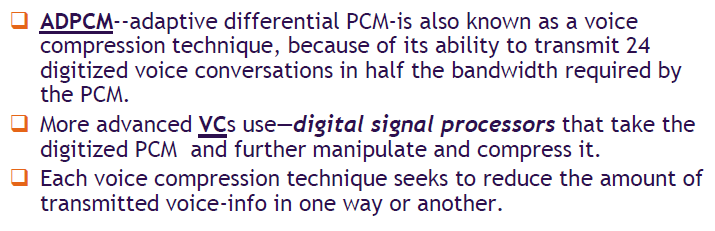 ADPCM--adaptive differential PCM-is also known as a voice
compression technique, because of its ability to transmit 24
digitized voice conversations in half the bandwidth required by
the PCM.
More advanced VCs use—digital signal processors that take the
digitized PCM and further manipulate and compress it.
Each voice compression technique seeks to reduce the amount of
transmitted voice-info in one way or another.